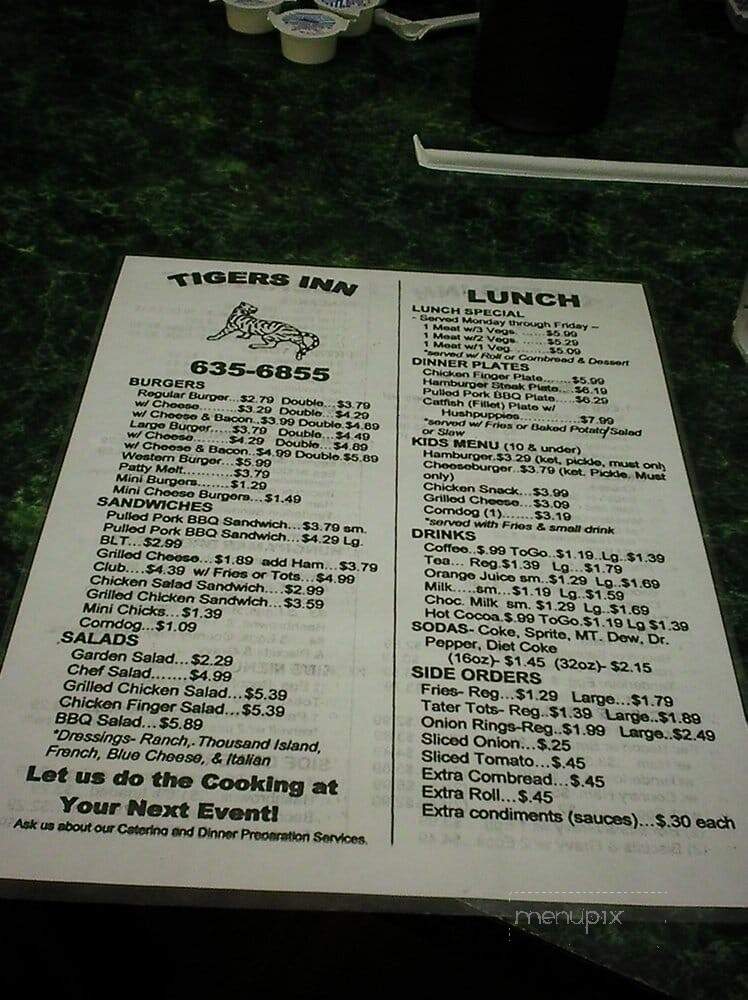 TIGERS INN
635-6855
BURGERS
Regular Burger...$2.79 Double...$3.79
w/ Cheese.........$3.29 Double...$4.29
w/ Cheese & Bacon..$3.99 Double.$4.89
Large Burger.....$3.79 Double...$4.49
w/ Cheese........$4.29 Double...$4.89
w/ Cheese & Bacon..$4.99 Double.$5.89
Western Burger...$5.99
Patty Melt..........$3.79
Mini Burgers........$1.29
Mini Cheese Burgers...$1.49
SANDWICHES
Pulled Pork BBQ Sandwich...$3.79 sm.
Pulled Pork BBQ Sandwich...$4.29 Lg.
BLT...$2.99
Grilled Cheese...$1.89 add Ham...$3.79
Club....$4.39 w/ Fries or Tots...$4.99
Chicken Salad Sandwich....$2.99
Grilled Chicken Sandwich...$3.59
Mini Chicks...$1.39
Corndog...$1.09
SALADS
Garden Salad...$2.29
Chef Salad.......$4.99
Grilled Chicken Salad...$5.39
Chicken Finger Salad...$5.39
BBQ Salad...$5.89
*Dressings- Ranch,. Thousand Island,
French, Blue Cheese, & Italian
Let us do the Cooking at
Your Next Event!
Ask us about our Catering and Dinner Preparation Services.
LUNCH
LUNCH SPECIAL
- Served Monday through Friday –
1 Meat w/3 Vegs. ......$5.99
1 Meat w/2 Vegs. ......$5.29
1 Meat w/1 Veg. ........$5.09
*served w/ Roll or Cornbread & Dessert
DINNER PLATES
Chicken Finger Plate.......$5.99
Hamburger Steak Plate....$6.19
Pulled Pork BBQ Plate.....$6.29
Catfish (Fillet) Plate w/
Hushpuppies...............$7.99
*served w/ Fries or Baked Potato/Salad
or Slaw
KIDS MENU (10 & under)
Hamburger.$3.29 (ket, pickle, must only
Cheeseburger..$3.79 (ket. Pickle. Must
only)
Chicken Snack...$3.99
Grilled Cheese...$3.09
Corndog (1).......$3.19
*served with Fries & small drink
DRINKS
Coffee..$.99 ToGo..$1.19..Lg..$1.39
Tea... Reg.$1.39 Lg...$1.79
Orange Juice sm..$1.29 Lg..$1.69
Milk.....sm...$1.19 Lg..$1.59
Choc. Milk sm. $1.29 Lg..$1.69
Hot Cocoa.$.99 ToGo.$1.19 Lg $1.39
SODAS- Coke, Sprite, MT. Dew, Dr.
Pepper, Diet Coke
(16oz)- $1.45 (32oz)- $2.15
SIDE ORDERS
Fries- Reg...$1.29 Large...$1.79
Tater Tots- Reg..$1.39 Large..$1.89
Onion Rings-Reg..$1.99 Large..$2.49
Sliced Onion...$.25
Sliced Tomato...$.45
Extra Cornbread...$.45
Extra Roll...$.45
Extra condiments (sauces)...$.30 each
menupix